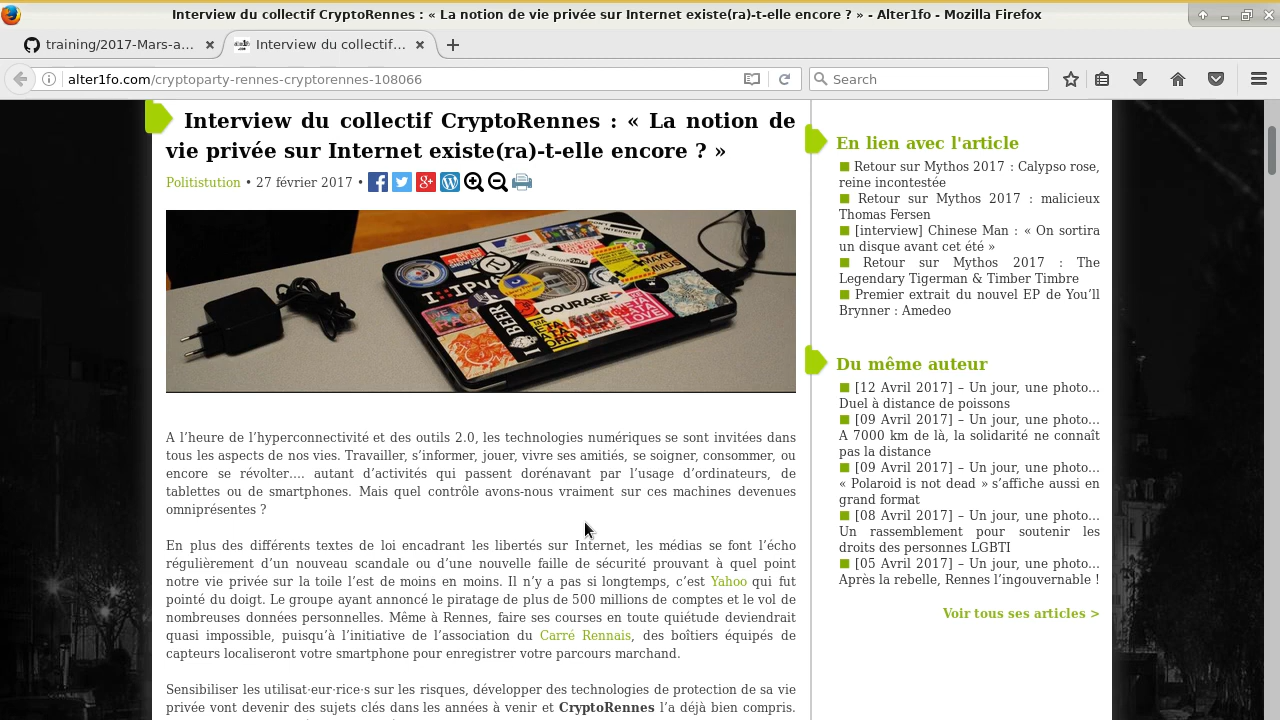 Interview du collectif CryptoRennes : « La notion de vie privée sur Internet existe(ra)-t-elle encore ? » - Alter1fo - Mozilla Firefox
training/2017-Mars-a...
Interview du collectif...
alter1fo.com/cryptoparty-rennes-cryptorennes-108066
Search
Interview du collectif CryptoRennes : « La notion de
vie privée sur Internet existe(ra)-t-elle encore ? »
Politistution • 27 février 2017 •
I::IPV
COURAGE?
BEER
MAKE
DATA
LOVE
A l’heure de l’hyperconnectivité et des outils 2.0, les technologies numériques se sont invitées dans
tous les aspects de nos vies. Travailler, s’informer, jouer, vivre ses amitiés, se soigner, consommer, ou
encore se révolter…. autant d’activités qui passent dorénavant par l’usage d’ordinateurs, de
tablettes ou de smartphones. Mais quel contrôle avons-nous vraiment sur ces machines devenues
omniprésentes ?
En plus des différents textes de loi encadrant les libertés sur Internet, les médias se font l’écho
régulièrement d’un nouveau scandale ou d’une nouvelle faille de sécurité prouvant à quel point
notre vie privée sur la toile l’est de moins en moins. Il n’y a pas si longtemps, c’est Yahoo qui fut
pointé du doigt. Le groupe ayant annoncé le piratage de plus de 500 millions de comptes et le vol de
nombreuses données personnelles. Même à Rennes, faire ses courses en toute quiétude deviendrait
quasi impossible, puisqu’à l’initiative de l’association du Carré Rennais, des boîtiers équipés de
capteurs localiseront votre smartphone pour enregistrer votre parcours marchand.
Sensibiliser les utilisat·eur·rice·s sur les risques, développer des technologies de protection de sa vie
privée vont devenir des sujets clés dans les années à venir et CryptoRennes l’a déjà bien compris.
En lien avec l'article
Retour sur Mythos 2017 : Calypso rose,
reine incontestée
Retour sur Mythos 2017 : malicieux
Thomas Fersen
[interview] Chinese Man : « On sortira
un disque avant cet été »
Retour sur Mythos 2017 : The
Legendary Tigerman & Timber Timbre
Premier extrait du nouvel EP de You’ll
Brynner : Amedeo
Du même auteur
[12 Avril 2017] – Un jour, une photo…
Duel à distance de poissons
[09 Avril 2017] – Un jour, une photo…
A 7000 km de là, la solidarité ne connaît
pas la distance
[09 Avril 2017] – Un jour, une photo…
« Polaroid is not dead » s’affiche aussi en
grand format
[08 Avril 2017] – Un jour, une photo…
Un rassemblement pour soutenir les
droits des personnes LGBTI
[05 Avril 2017] – Un jour, une photo…
Après la rebelle, Rennes l’ingouvernable !
Voir tous ses articles >